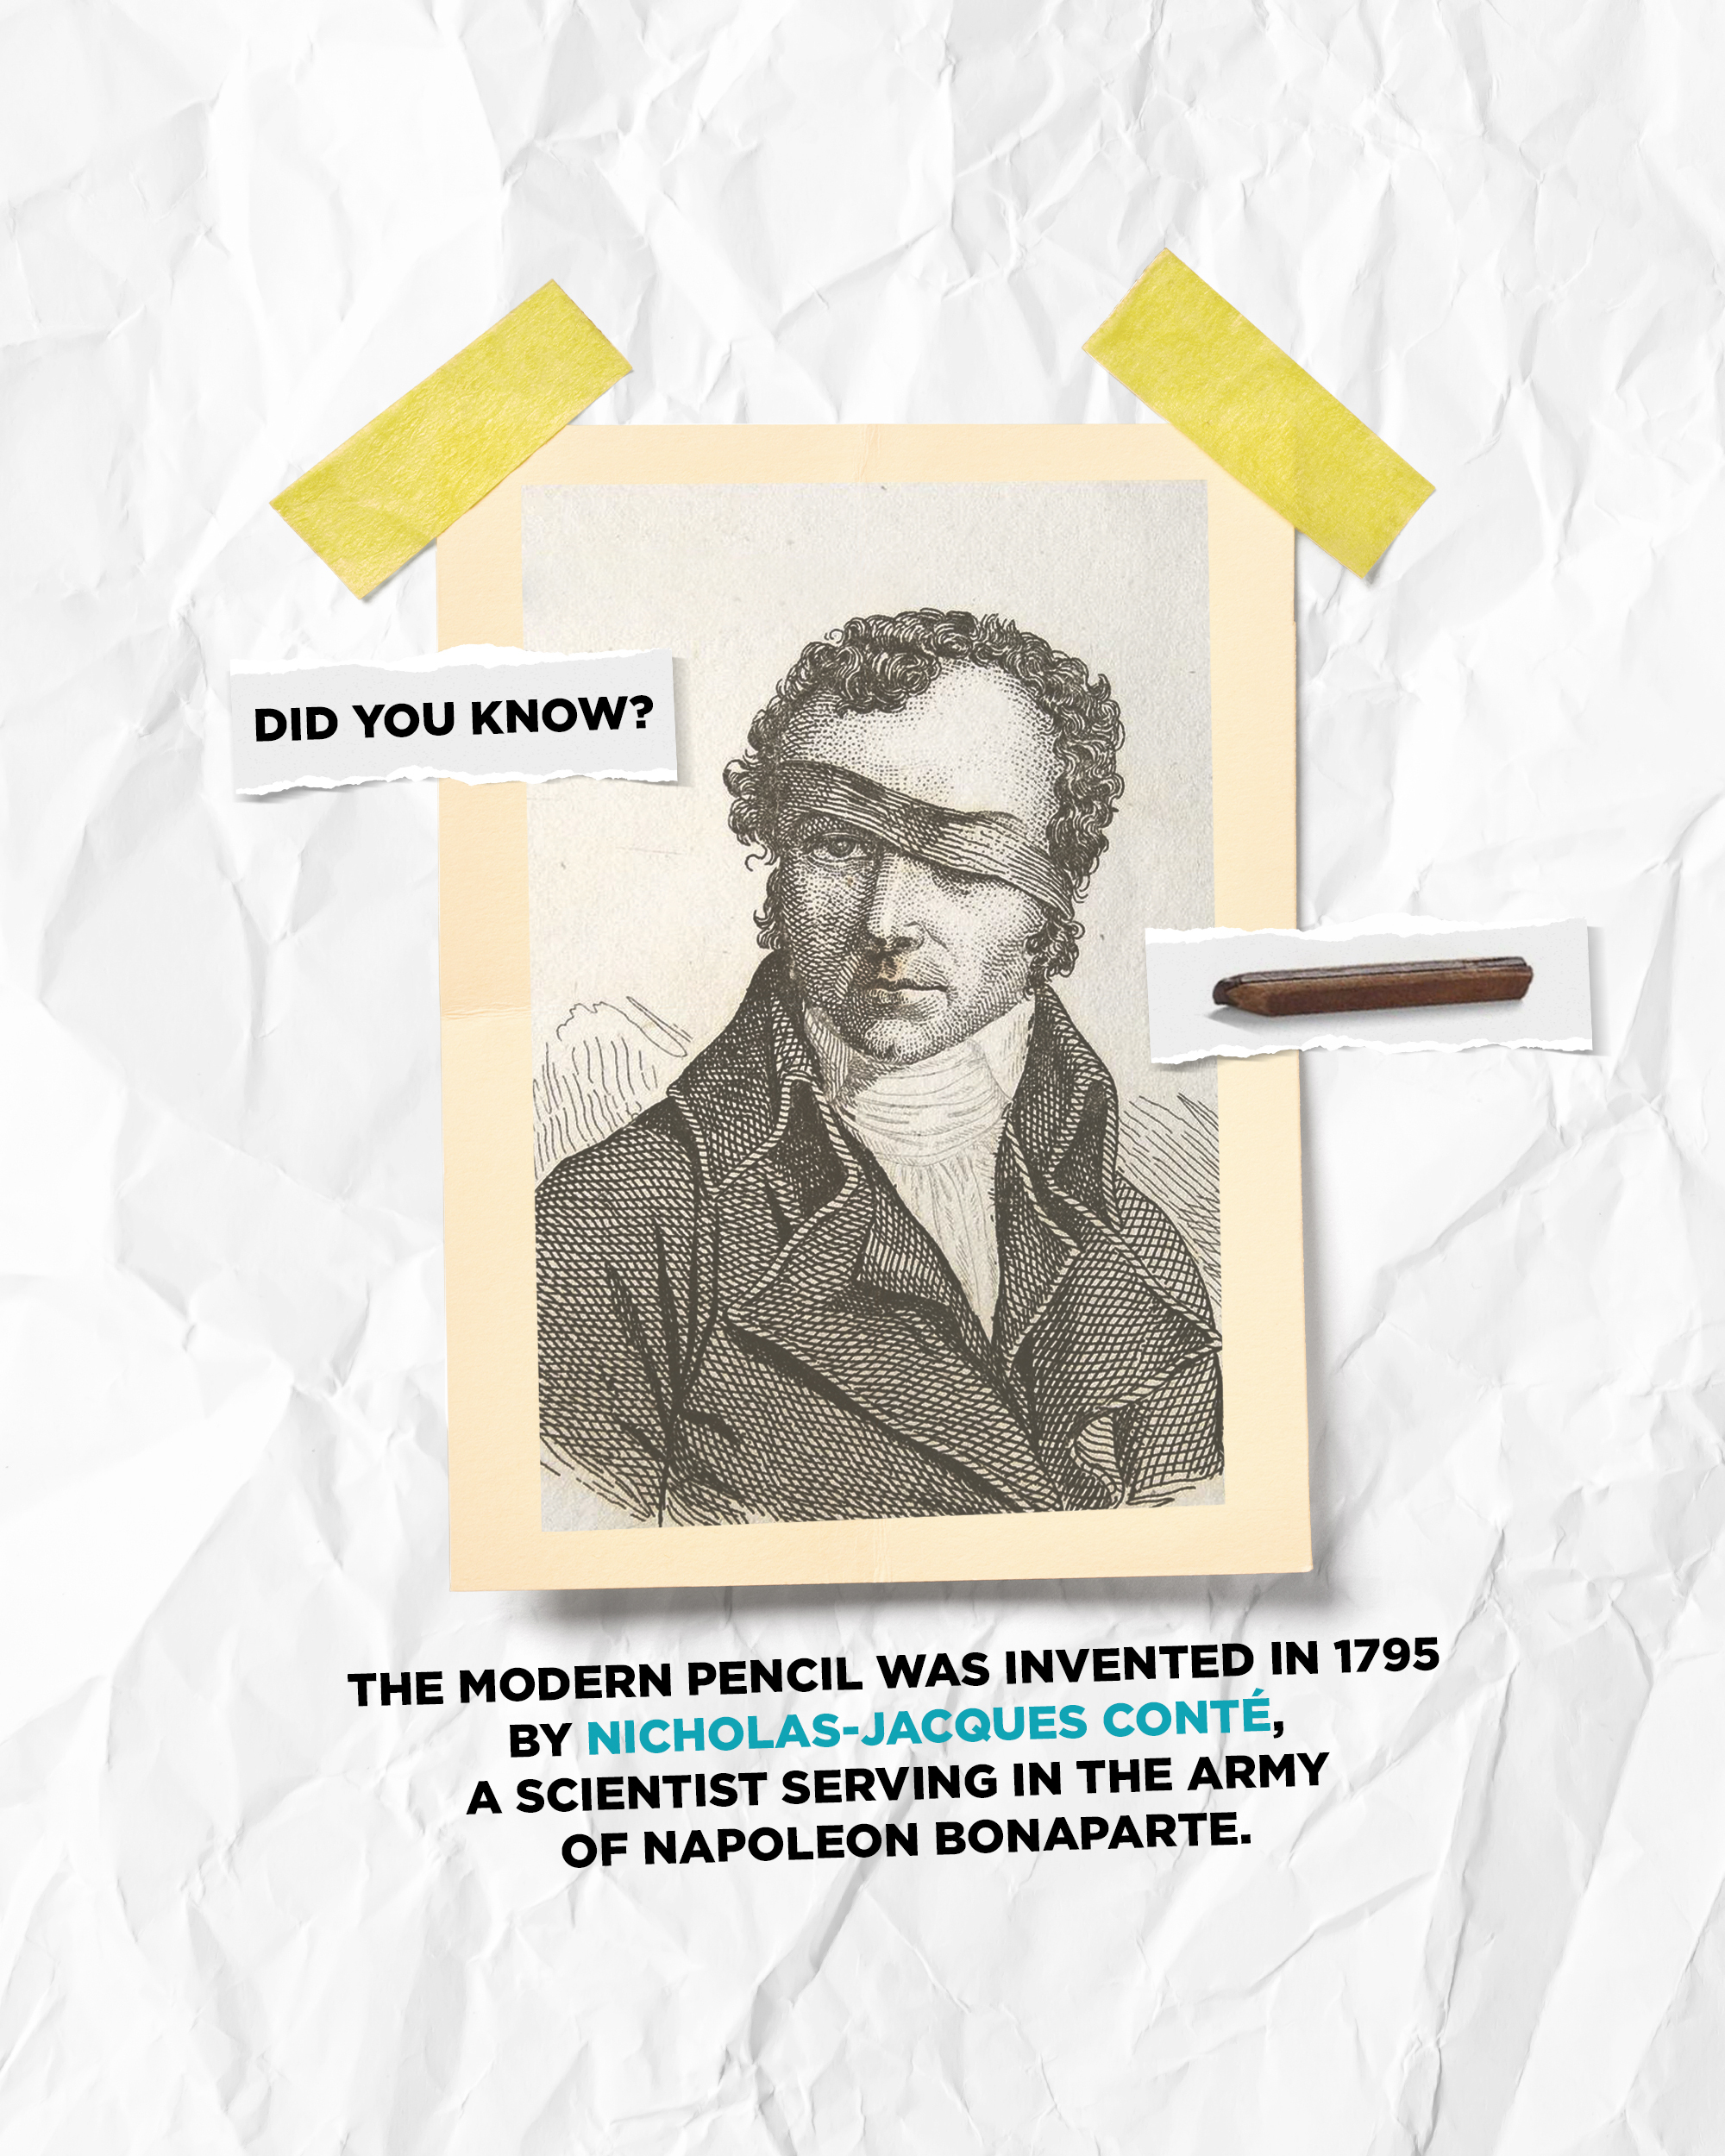 DID YOU KNOW?
THE MODERN PENCIL WAS INVENTED IN 1795
BY NICHOLAS-JACQUES CONTÉ,
A SCIENTIST SERVING IN THE ARMY
OF NAPOLEON BONAPARTE.